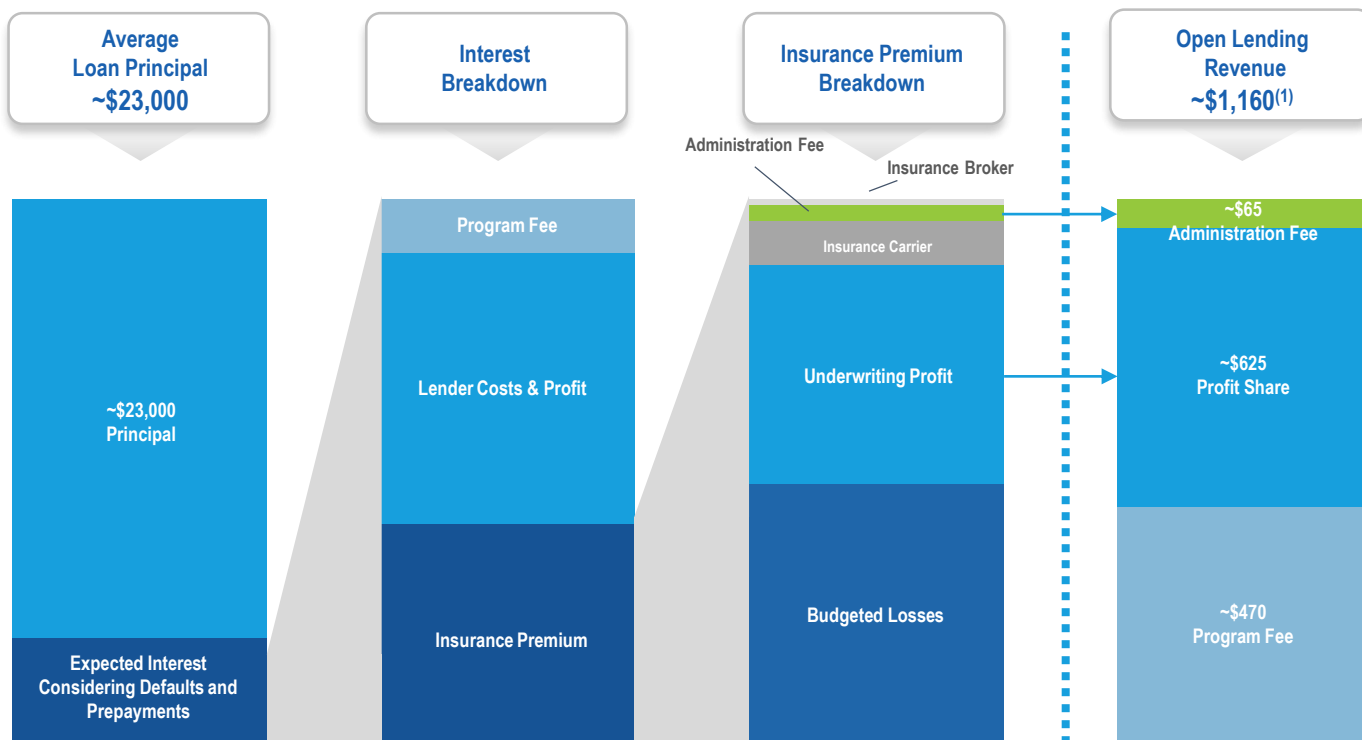 Average
Loan Principal
~$23,000
Interest
Breakdown
Insurance Premium
Breakdown
Open Lending
Revenue
~$1,160(1)
Administration Fee
Insurance Broker
~$23,000
Principal
Expected Interest
Considering Defaults and
Prepayments
Program Fee
Lender Costs & Profit
Insurance Premium
Insurance Carrier
Underwriting Profit
Budgeted Losses
~$65
Administration Fee
~$625
Profit Share
~$470
Program Fee